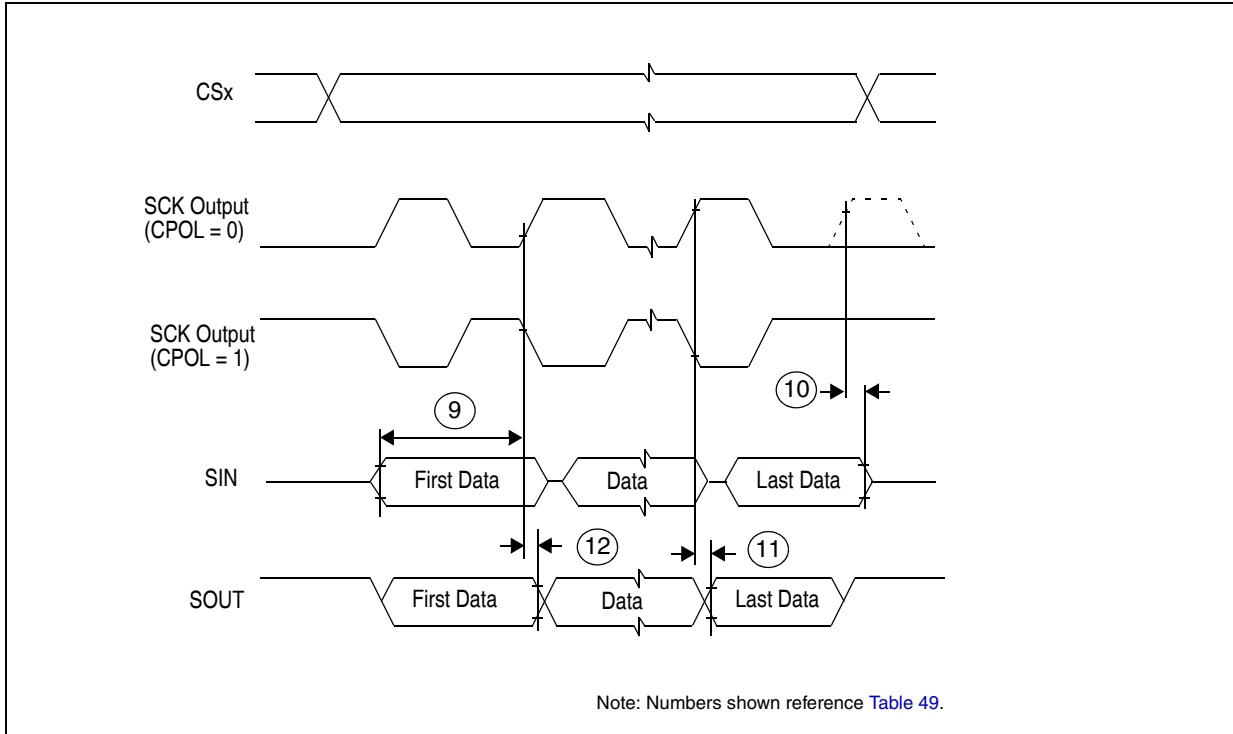 CSx
SCK Output
(CPOL = 0)
SCK Output
(CPOL = 1)
10
9
SIN
First Data
Data
Last Data
12
11
SOUT
First Data
Data
Last Data
Note: Numbers shown reference Table 49.